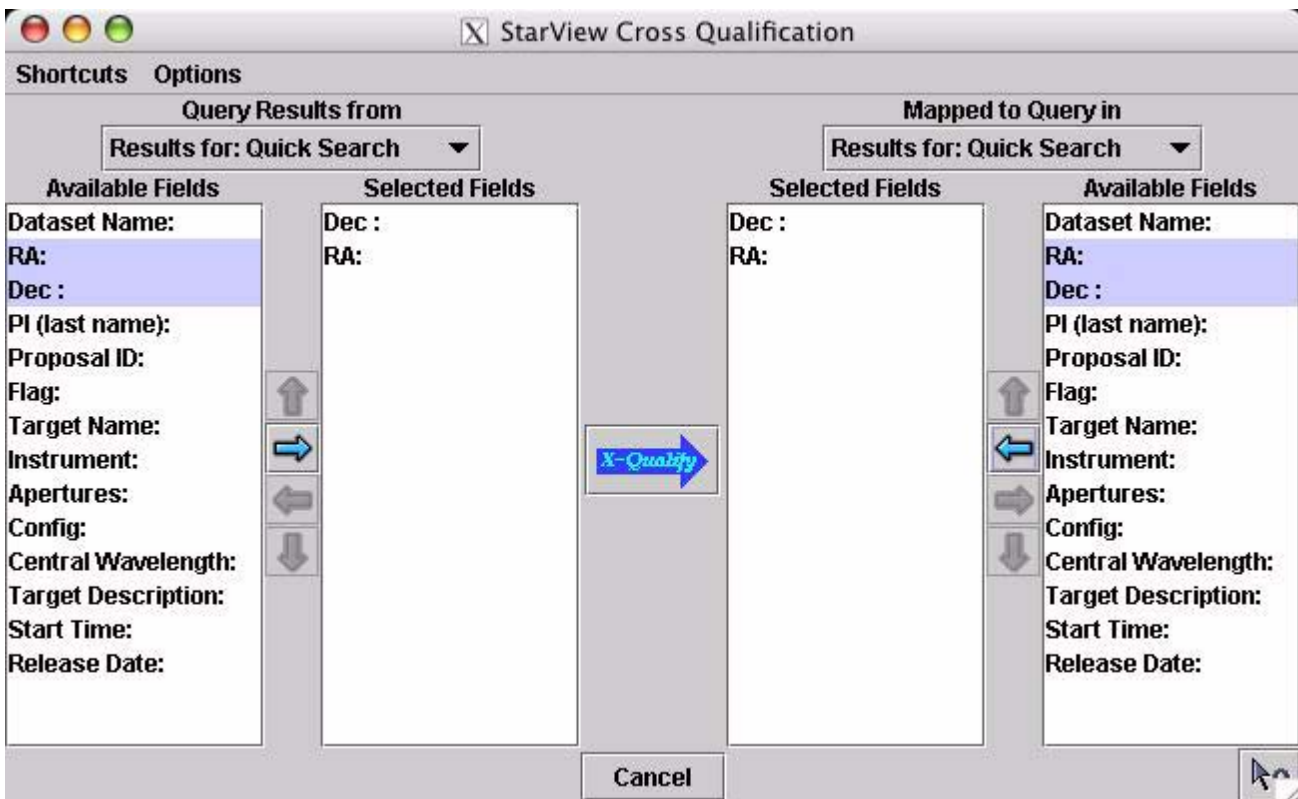 X StarView Cross Qualification
Shortcuts Options
Query Results from
Results for: Quick Search
Available Fields
Dataset Name:
RA:
Dec :
PI (last name):
Proposal ID:
Flag:
Target Name:
Instrument:
Apertures:
Config:
Central Wavelength:
Target Description:
Start Time:
Release Date:
Selected Fields
Dec :
RA:
X-Qualify
Mapped to Query in
Results for: Quick Search
Selected Fields
Dec :
RA:
Available Fields
Dataset Name:
RA:
Dec :
PI (last name):
Proposal ID:
Flag:
Target Name:
Instrument:
Apertures:
Config:
Central Wavelength:
Target Description:
Start Time:
Release Date:
Cancel